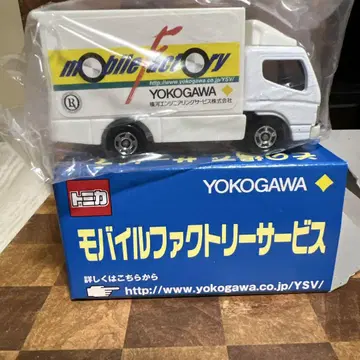 mobile factory
http://www.yokogawa.co.jp/YSV/
YOKOGAWA
横河エンジニアリングサービス株式会社
R
YOKOGAWA
トミカ
モバイルファクトリーサービス
詳しくはこちらから
http://www.yokogawa.co.jp/YSV/